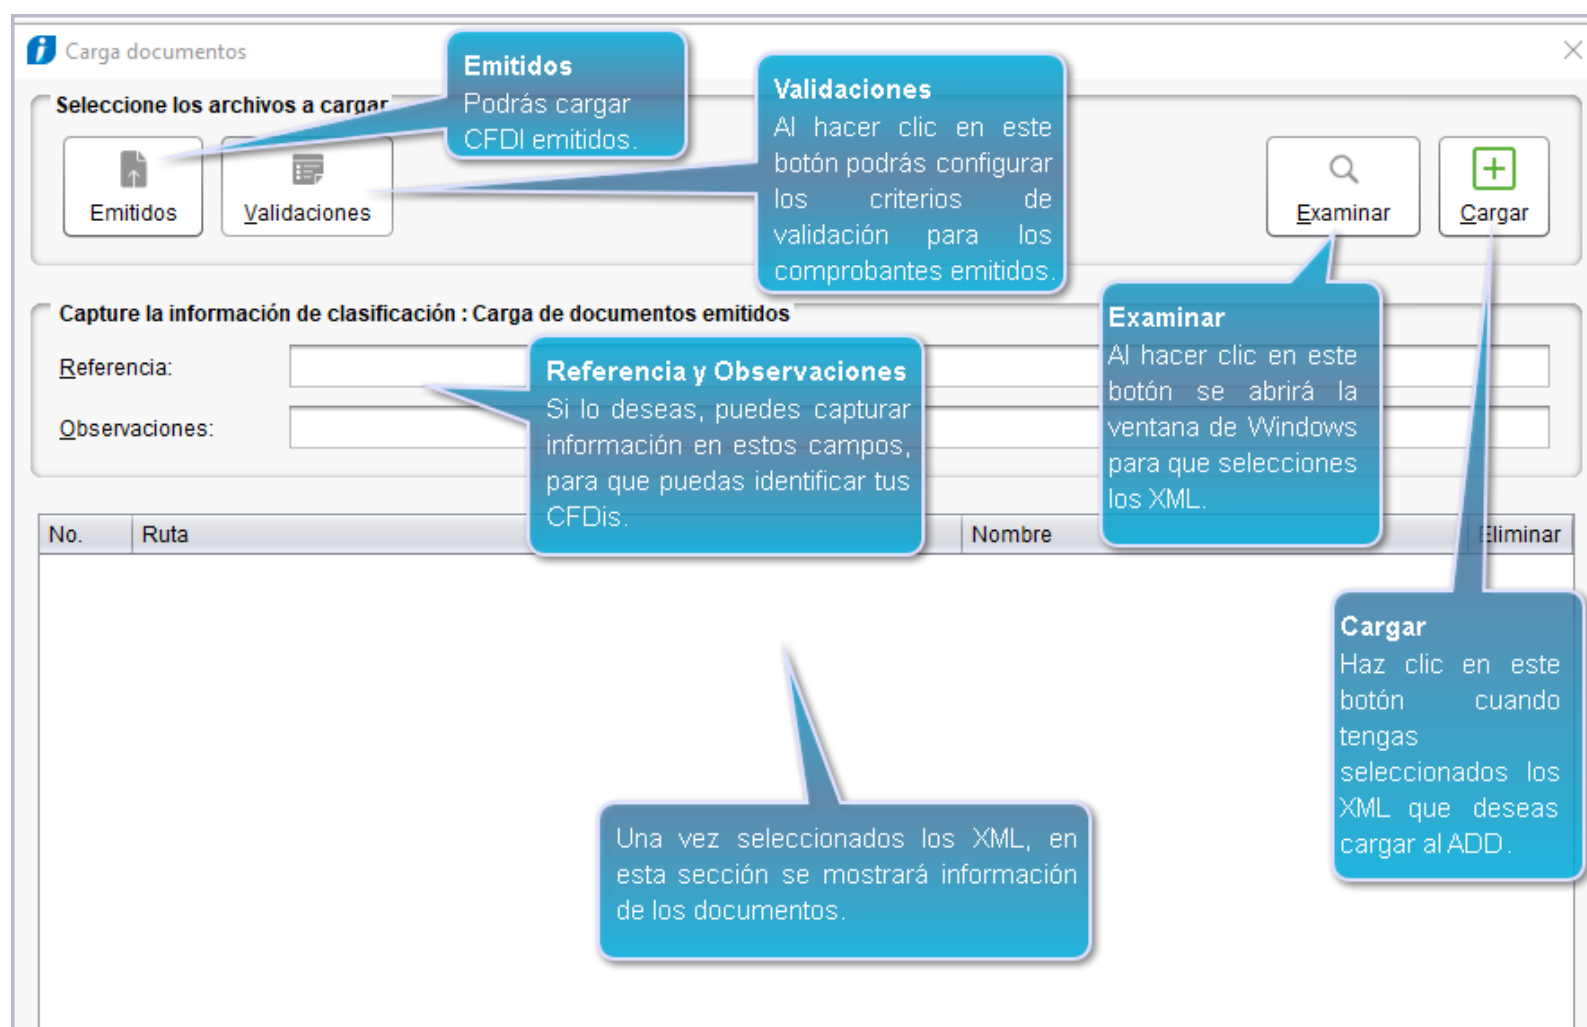 Carga documentos
Emitidos
Podrás cargar
CFDI emitidos.
Validaciones
Al hacer clic en este
botón podrás configurar
los criterios de
validación para los
comprobantes emitidos.
Seleccione los archivos a cargar
Emitidos
Validaciones
Examinar
Cargar
Capture la información de clasificación : Carga de documentos emitidos
Referencia:
Observaciones:
Referencia y Observaciones
Si lo deseas, puedes capturar
información en estos campos,
para que puedas identificar tus
CFDis.
Examinar
Al hacer clic en este
botón se abrirá la
ventana de Windows
para que selecciones
los XML.
No.
Ruta
Nombre
Eliminar
Cargar
Haz clic en este
botón cuando
tengas
seleccionados los
XML que deseas
cargar al ADD.
Una vez seleccionados los XML, en
esta sección se mostrará información
de los documentos.